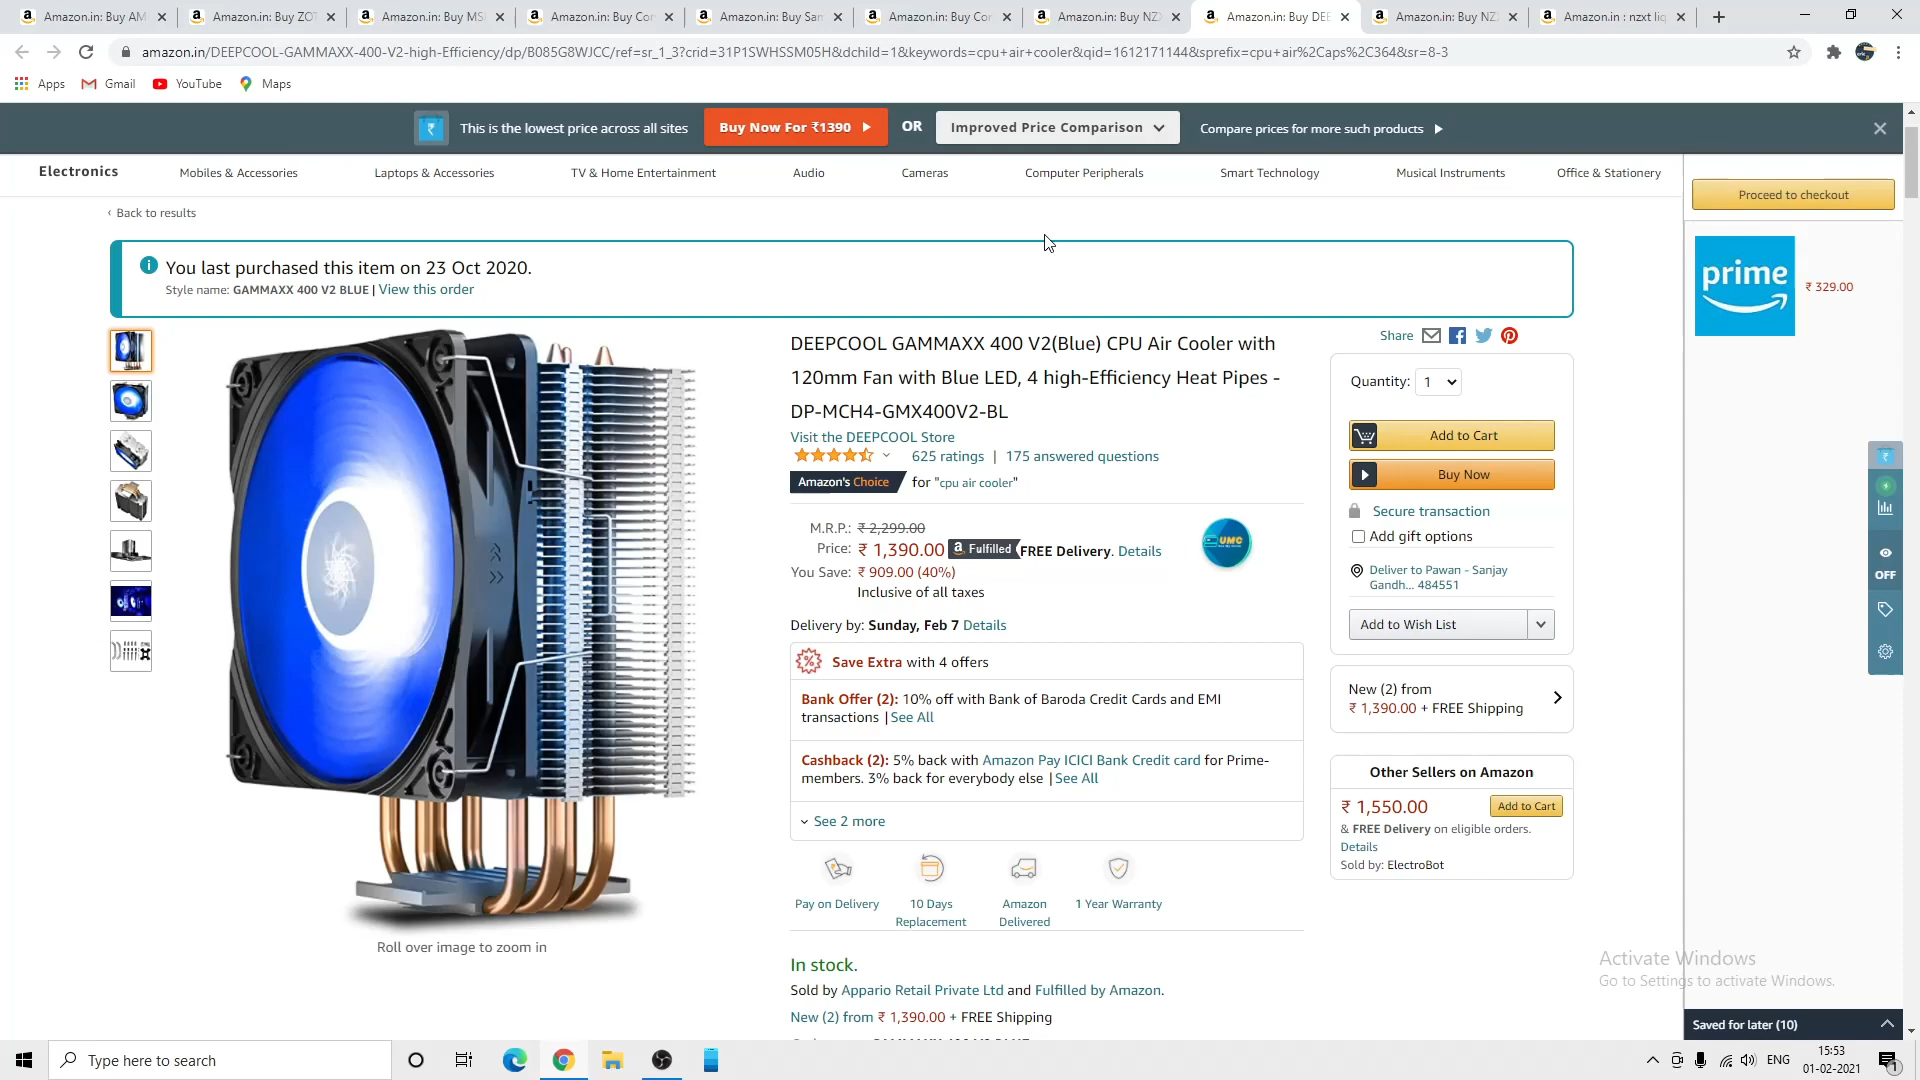 Amazon.in: Buy AM
Amazon.in: Buy ZOT
Amazon.in: Buy MSI
Amazon.in: Buy Cor
Amazon.in: Buy San
Amazon.in: Buy Cor
Amazon.in: Buy NZX
Amazon.in: Buy DEE
Amazon.in: Buy NZX
Amazon.in : nzxt liq
amazon.in/DEEPCOOL-GAMMAXX-400-V2-high-Efficiency/dp/B085G8WJCC/ref=sr_1_3?crid=31P1SWHSSM05H&dchild=1&keywords=cpu+air+cooler&qid=1612171144&sprefix=cpu+air%2Caps%2C364&sr=8-3
Apps Gmail YouTube Maps
This is the lowest price across all sites Buy Now For ₹1390 OR Improved Price Comparison Compare prices for more such products
Electronics Mobiles & Accessories Laptops & Accessories TV & Home Entertainment Audio Cameras Computer Peripherals Smart Technology Musical Instruments Office & Stationery
Proceed to checkout
‹ Back to results
You last purchased this item on 23 Oct 2020.
Style name: GAMMAXX 400 V2 BLUE | View this order
prime
₹ 329.00
Share
DEEPCOOL GAMMAXX 400 V2(Blue) CPU Air Cooler with
120mm Fan with Blue LED, 4 high-Efficiency Heat Pipes -
DP-MCH4-GMX400V2-BL
Visit the DEEPCOOL Store
625 ratings | 175 answered questions
Amazon's Choice for "cpu air cooler"
M.R.P.: ₹ 2,299.00
Price: ₹ 1,390.00 Fulfilled FREE Delivery. Details
You Save: ₹ 909.00 (40%)
Inclusive of all taxes
UMC
Delivery by: Sunday, Feb 7 Details
Save Extra with 4 offers
Bank Offer (2): 10% off with Bank of Baroda Credit Cards and EMI
transactions | See All
Cashback (2): 5% back with Amazon Pay ICICI Bank Credit card for Prime-
members. 3% back for everybody else | See All
See 2 more
Pay on Delivery
10 Days
Replacement
Amazon
Delivered
1 Year Warranty
In stock.
Sold by Appario Retail Private Ltd and Fulfilled by Amazon.
New (2) from ₹ 1,390.00 + FREE Shipping
Roll over image to zoom in
Quantity: 1
Add to Cart
Buy Now
Secure transaction
Add gift options
Deliver to Pawan - Sanjay
Gandh... 484551
Add to Wish List
New (2) from
₹ 1,390.00 + FREE Shipping
Other Sellers on Amazon
₹ 1,550.00 Add to Cart
& FREE Delivery on eligible orders.
Details
Sold by: ElectroBot
OFF
Activate Windows
Go to Settings to activate Windows.
Saved for later (10)
Type here to search
ENG
15:53
01-02-2021
1